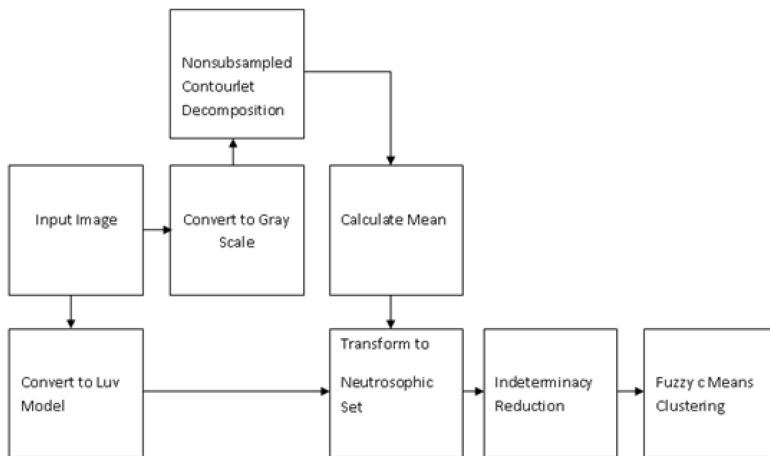 Nonsubsampled
Contourlet
Decomposition
Input Image
Convert to Gray
Scale
Calculate Mean
Convert to Luv
Model
Transform to
Neutrosophic
Set
Indeterminacy
Reduction
Fuzzy c Means
Clustering